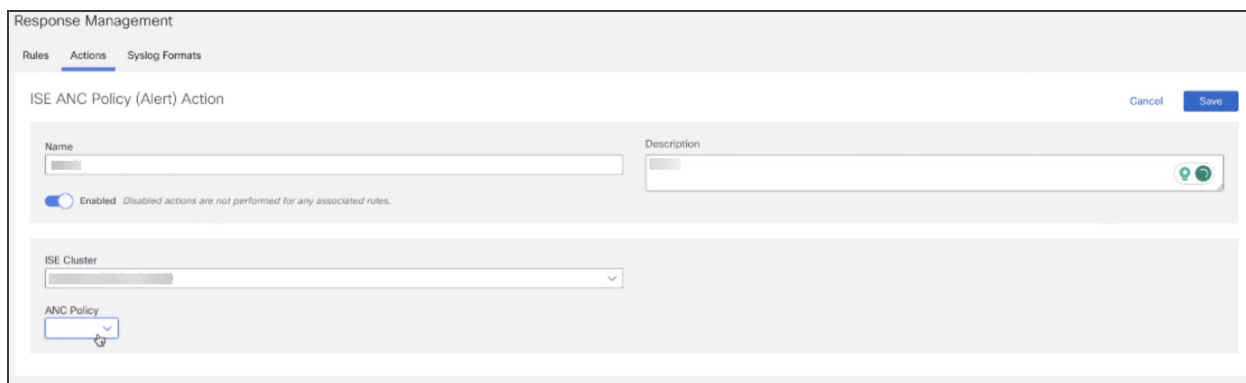 Response Management
Rules Actions Syslog Formats
ISE ANC Policy (Alert) Action Cancel Save
Name Description
Enabled Disabled actions are not performed for any associated rules.
ISE Cluster
ANC Policy